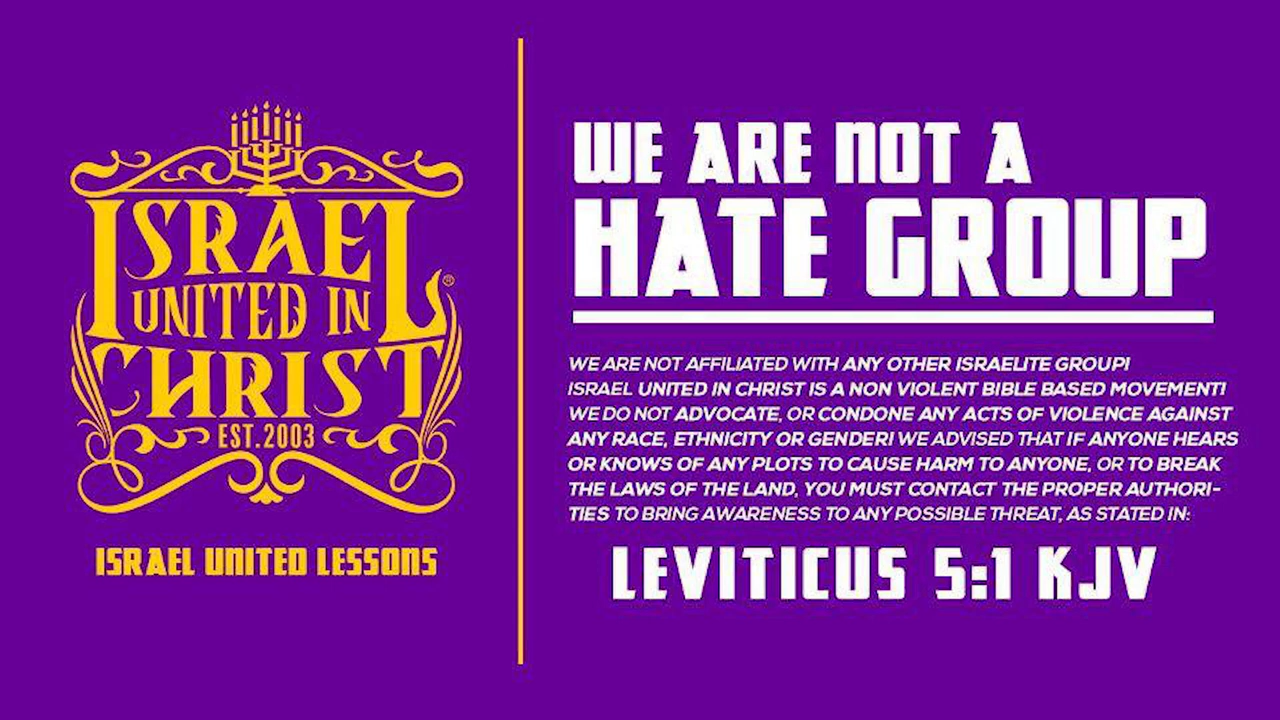 ISRAEL
UNITED IN
CHRIST
®
EST. 2003
ISRAEL UNITED LESSONS
WE ARE NOT A
HATE GROUP
WE ARE NOT AFFILIATED WITH ANY OTHER ISRAELITE GROUP!
ISRAEL UNITED IN CHRIST IS A NON VIOLENT BIBLE BASED MOVEMENT!
WE DO NOT ADVOCATE, OR CONDONE ANY ACTS OF VIOLENCE AGAINST
ANY RACE, ETHNICITY OR GENDER! WE ADVISED THAT IF ANYONE HEARS
OR KNOWS OF ANY PLOTS TO CAUSE HARM TO ANYONE, OR TO BREAK
THE LAWS OF THE LAND, YOU MUST CONTACT THE PROPER AUTHORI-
TIES TO BRING AWARENESS TO ANY POSSIBLE THREAT, AS STATED IN:
LEVITICUS 5:1 KJV